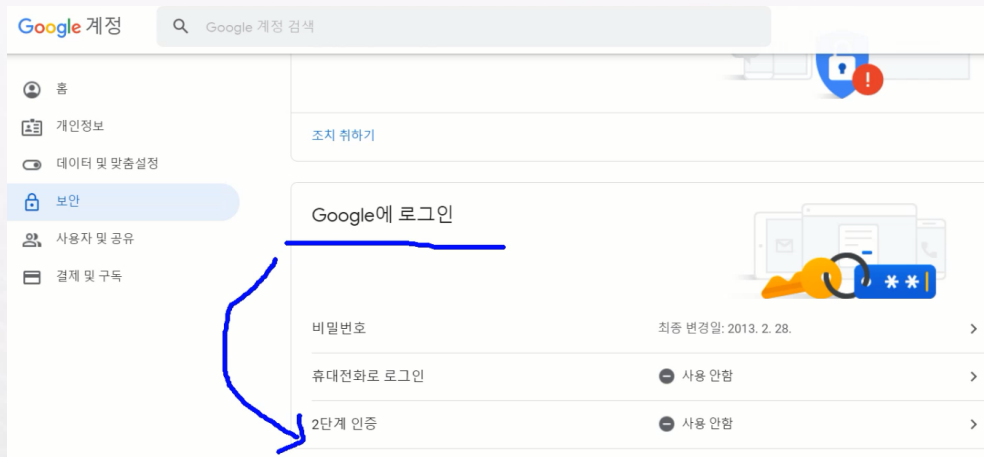 Google 계정
Google 계정 검색
홈
개인정보
데이터 및 맞춤설정
보안
사용자 및 공유
결제 및 구독
조치 취하기
Google에 로그인
**
비밀번호 최종 변경일: 2013. 2. 28.
휴대전화로 로그인 사용 안함
2단계 인증 사용 안함